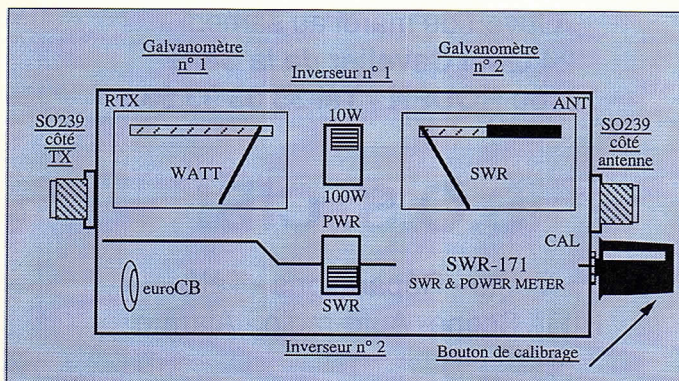 Galvanomètre
n° 1
Galvanomètre
n° 2
Inverseur n° 1
RTX
ANT
SO239
côté
TX
10W
SO239
côté
antenne
WATT
SWR
100W
PWR
CAL
euroCB
SWR-171
SWR & POWER METER
SWR
Inverseur n° 2
Bouton de calibrage